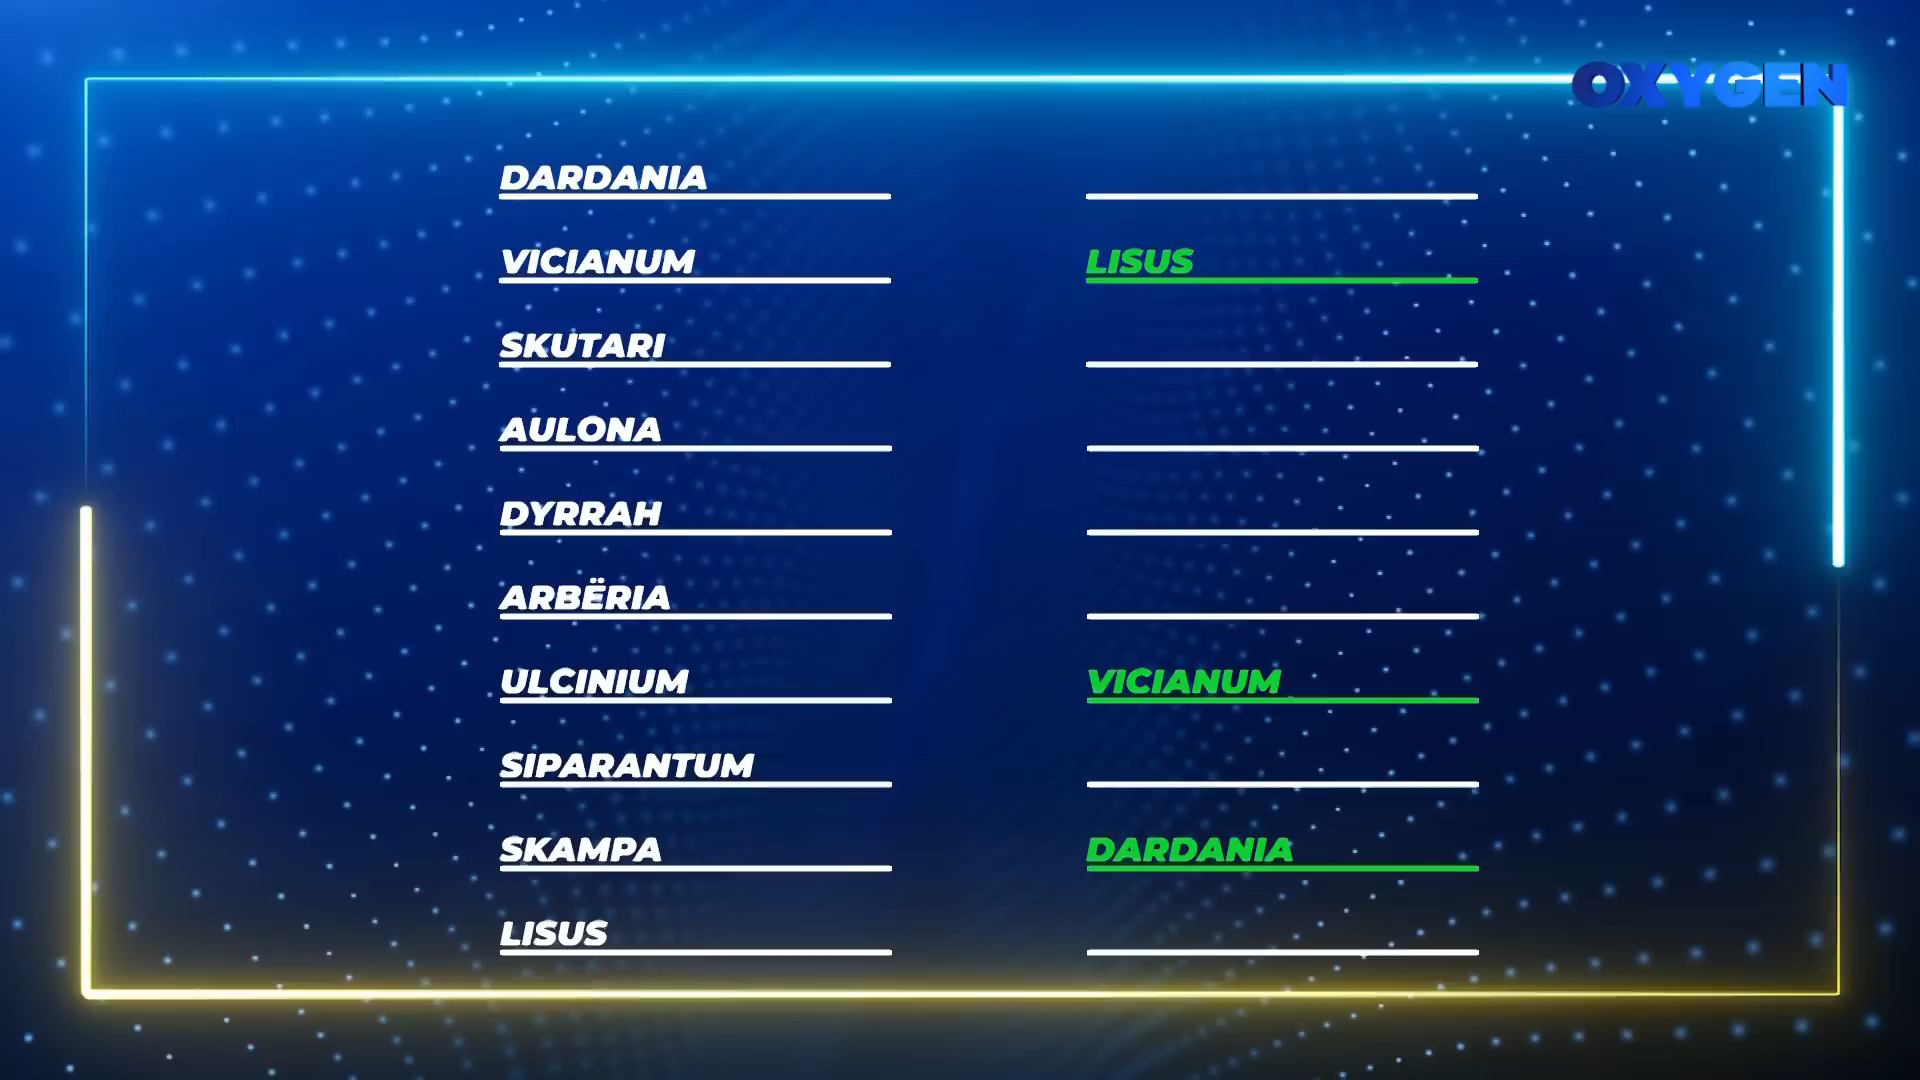 OXYGEN
DARDANIA
VICIANUM
LISUS
SKUTARI
AULONA
DYRRAH
ARBËRIA
ULCINIUM
VICIANUM
SIPARANTUM
SKAMPA
DARDANIA
LISUS